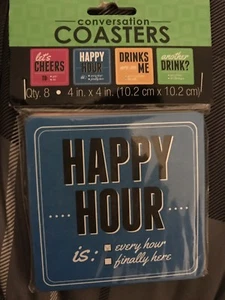 conversation
COASTERS
let's
CHEERS
HAPPY
HOUR
is:
DRINKS
ME
another
DRINK?
Qty. 8 • 4 in. x 4 in. (10.2 cm x 10.2 cm)
HAPPY
HOUR
is:
every hour
finally here